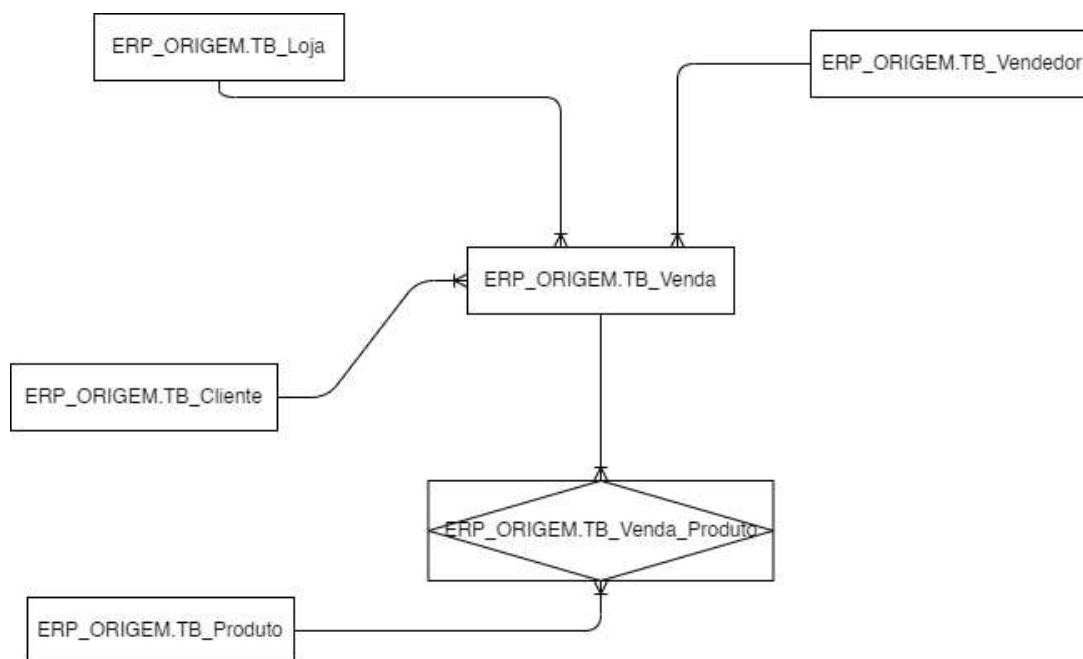 ERP_ORIGEM.TB_Loja
ERP_ORIGEM.TB_Vendedor
ERP_ORIGEM.TB_Venda
ERP_ORIGEM.TB_Cliente
ERP_ORIGEM.TB_Venda_Produto
ERP_ORIGEM.TB_Produto